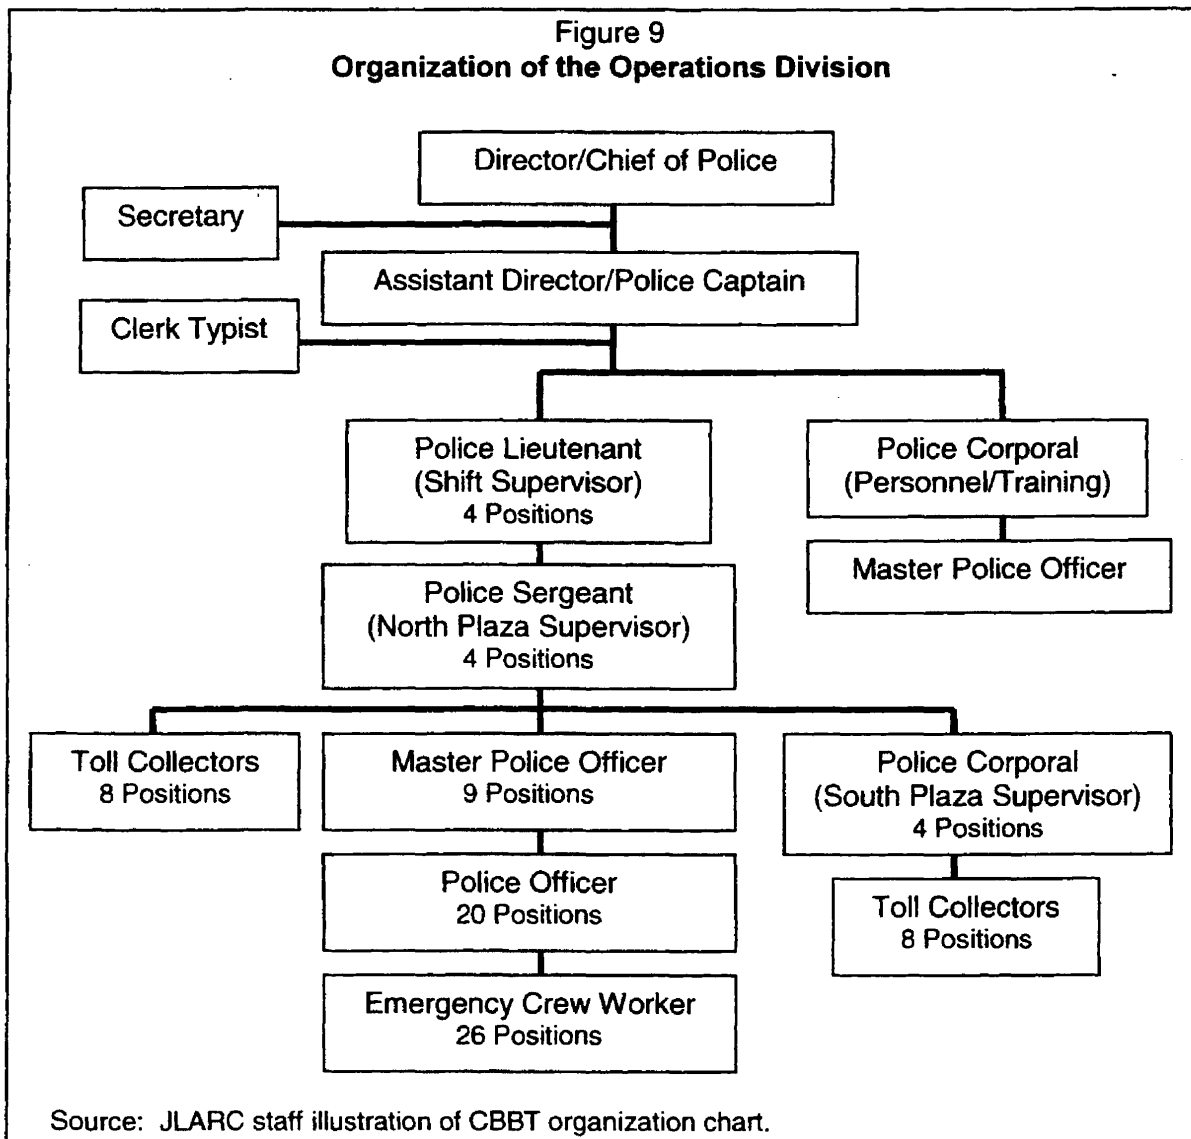 Figure 9
Organization of the Operations Division
Director/Chief of Police
Secretary
Assistant Director/Police Captain
Clerk Typist
Police Lieutenant
(Shift Supervisor)
4 Positions
Police Corporal
(Personnel/Training)
Master Police Officer
Police Sergeant
(North Plaza Supervisor)
4 Positions
Toll Collectors
8 Positions
Master Police Officer
9 Positions
Police Corporal
(South Plaza Supervisor)
4 Positions
Police Officer
20 Positions
Toll Collectors
8 Positions
Emergency Crew Worker
26 Positions
Source: JLARC staff illustration of CBBT organization chart.